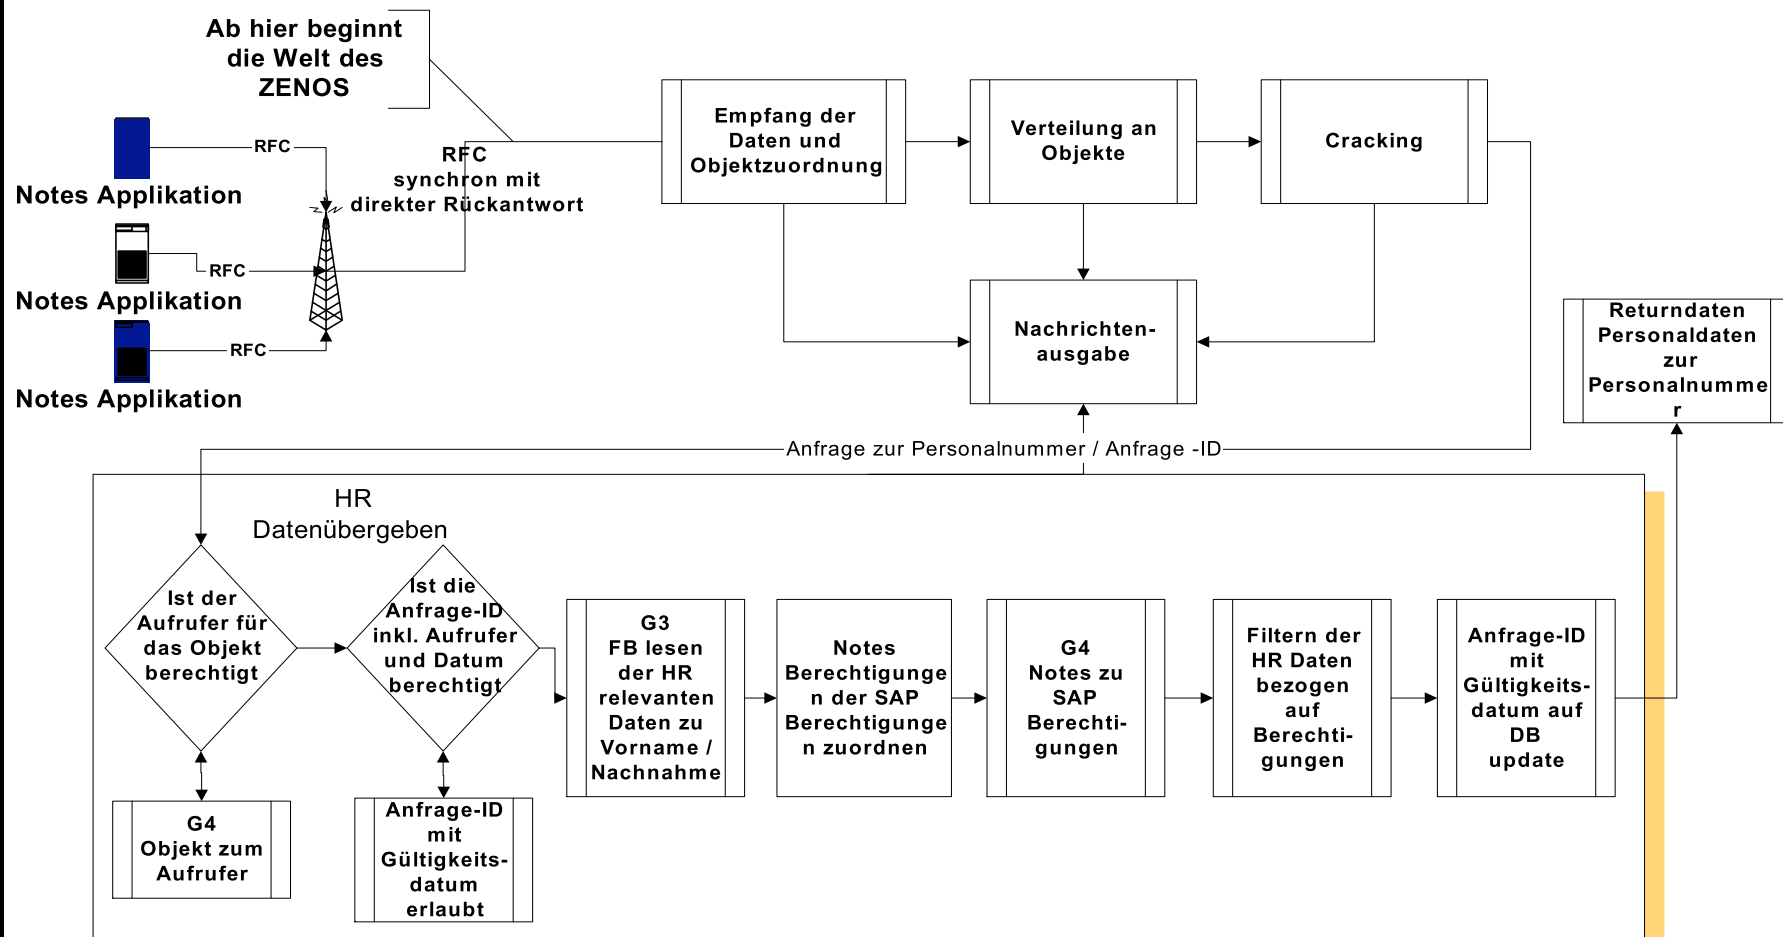 Ab hier beginnt
die Welt des
ZENOS
RFC
Notes Applikation
RFC
Notes Applikation
RFC
Notes Applikation
RFC
synchron mit
direkter Rückantwort
Empfang der
Daten und
Objektzuordnung
Verteilung an
Objekte
Cracking
Nachrichten-
ausgabe
Returndaten
Personaldaten
zur
Personalnumme
r
Anfrage zur Personalnummer / Anfrage -ID
HR
Datenübergeben
Ist der
Aufrufer für
das Objekt
berechtigt
Ist die
Anfrage-ID
inkl. Aufrufer
und Datum
berechtigt
G3
FB lesen
der HR
relevanten
Daten zu
Vorname /
Nachnahme
Notes
Berechtigunge
n der SAP
Berechtigunge
n zuordnen
G4
Notes zu
SAP
Berechti-
gungen
Filtern der
HR Daten
bezogen
auf
Berechti-
gungen
Anfrage-ID
mit
Gültigkeits-
datum auf
DB
update
G4
Objekt zum
Aufrufer
Anfrage-ID
mit
Gültigkeits-
datum
erlaubt